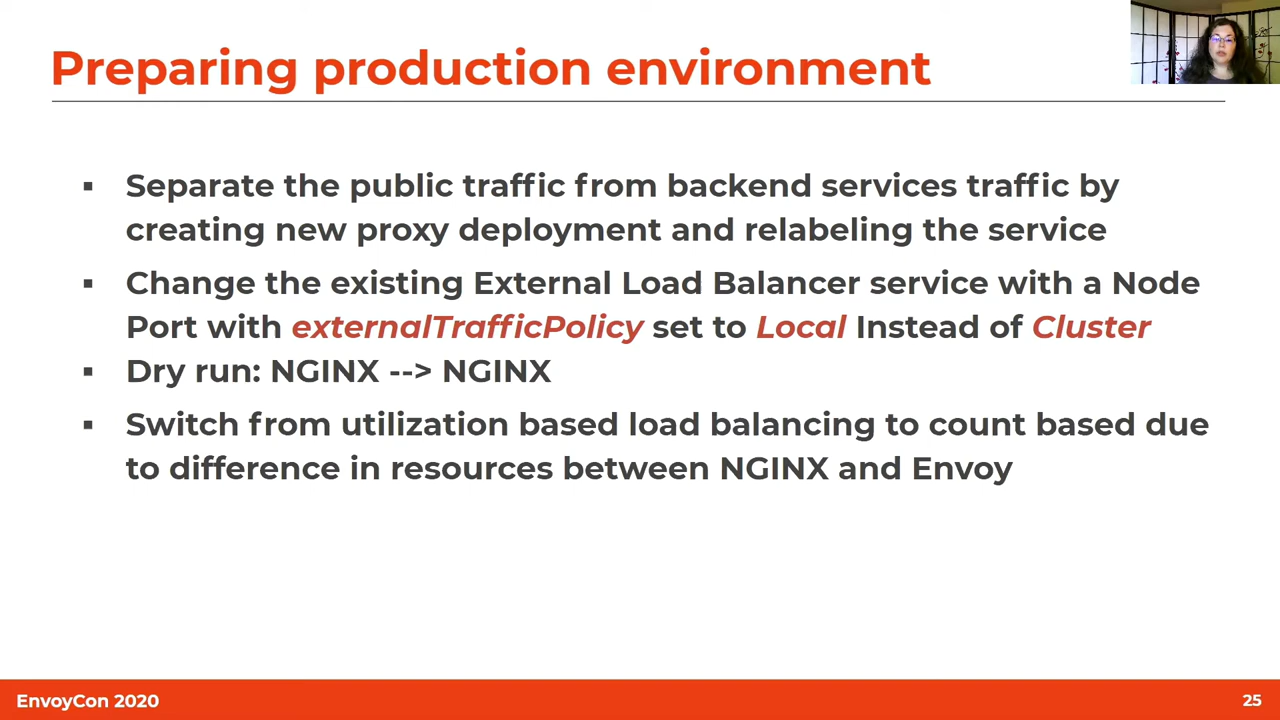 Preparing production environment
▪ Separate the public traffic from backend services traffic by
creating new proxy deployment and relabeling the service
▪ Change the existing External Load Balancer service with a Node
Port with externalTrafficPolicy set to Local Instead of Cluster
▪ Dry run: NGINX --> NGINX
▪ Switch from utilization based load balancing to count based due
to difference in resources between NGINX and Envoy
EnvoyCon 2020
25